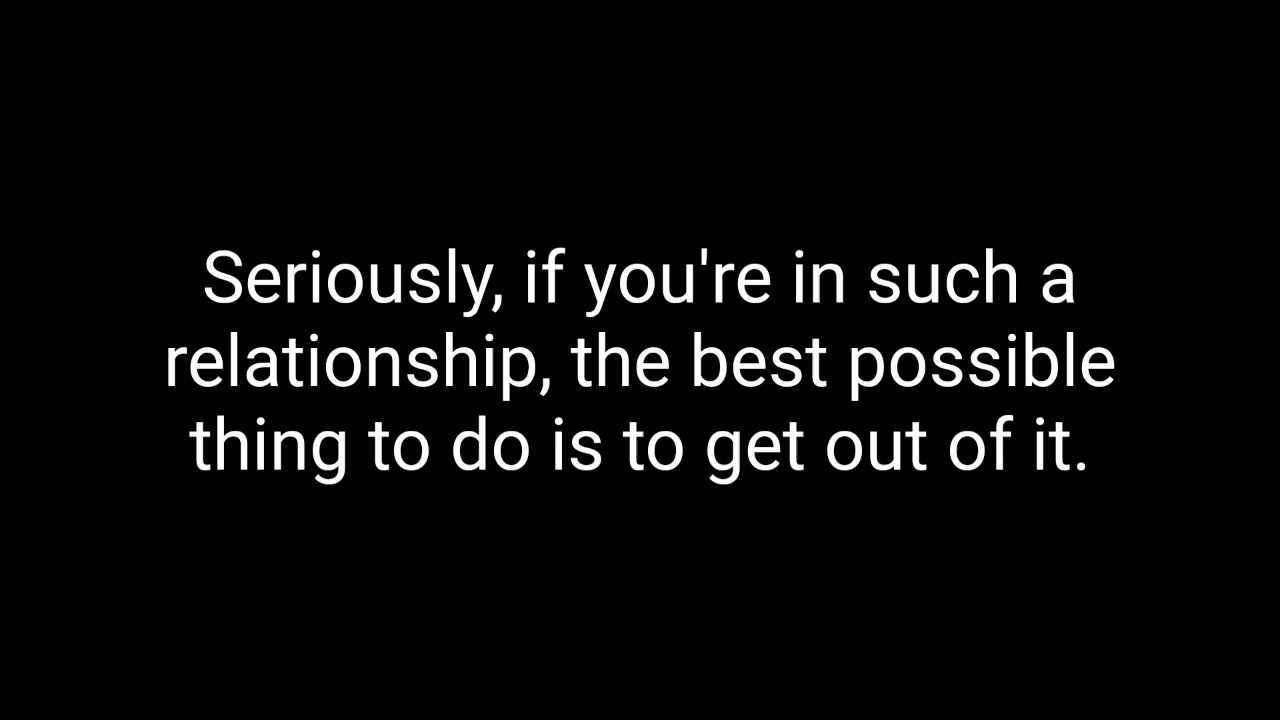 Seriously, if you're in such a
relationship, the best possible
thing to do is to get out of it.